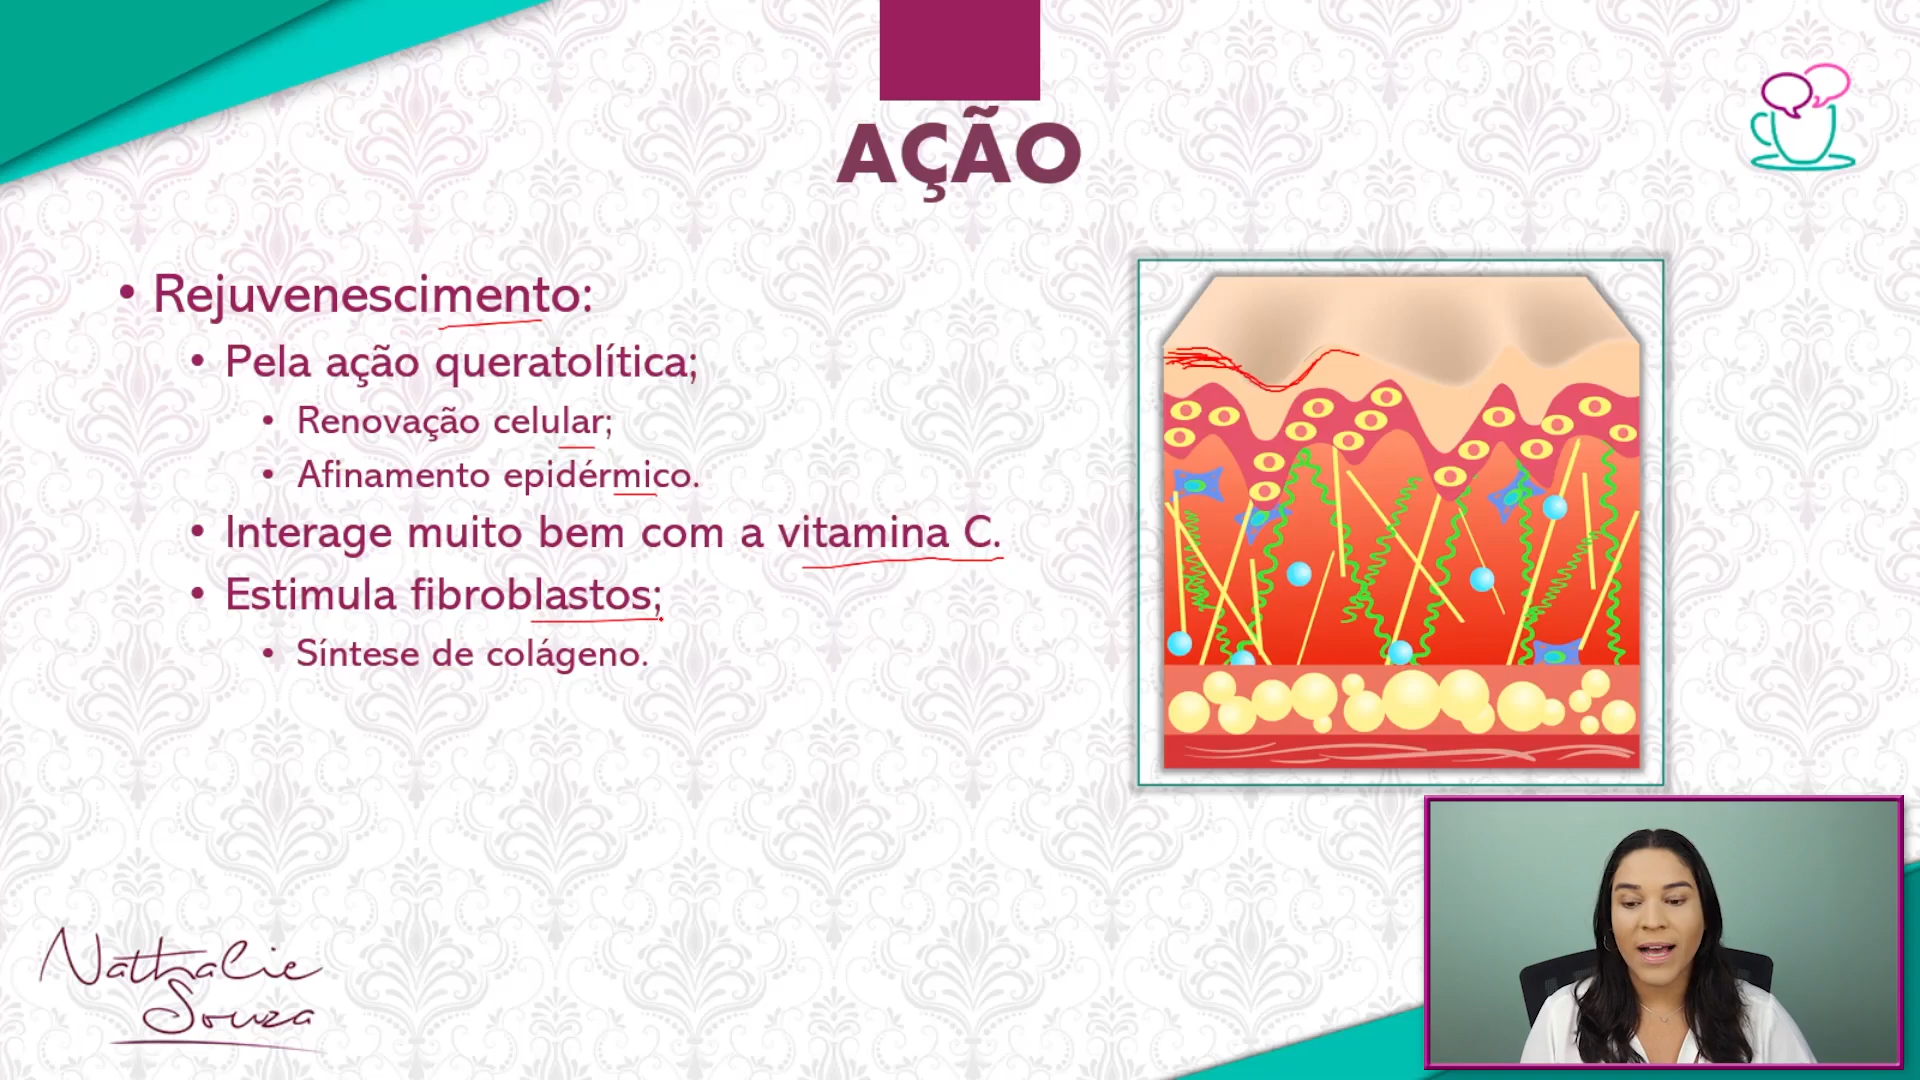 AÇÃO
• Rejuvenescimento:
• Pela ação queratolítica;
• Renovação celular;
• Afinamento epidérmico.
• Interage muito bem com a vitamina C.
• Estimula fibroblastos;
• Síntese de colágeno.
Nathalie
Souza